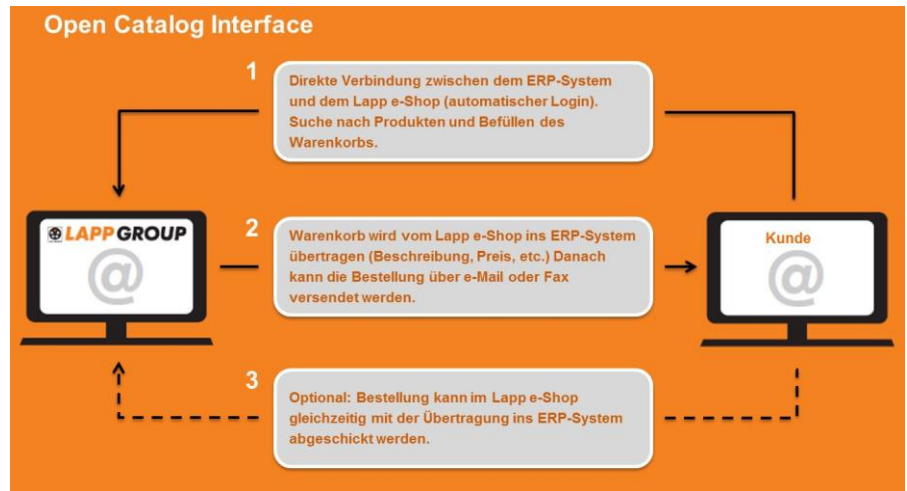 Open Catalog Interface
1
Direkte Verbindung zwischen dem ERP-System
und dem Lapp e-Shop (automatischer Login).
Suche nach Produkten und Befüllen des
Warenkorbs.
LAPP GROUP
@
2
Warenkorb wird vom Lapp e-Shop ins ERP-System
übertragen (Beschreibung, Preis, etc.) Danach
kann die Bestellung über e-Mail oder Fax
versendet werden.
Kunde
@
3
Optional: Bestellung kann im Lapp e-Shop
gleichzeitig mit der Übertragung ins ERP-System
abgeschickt werden.